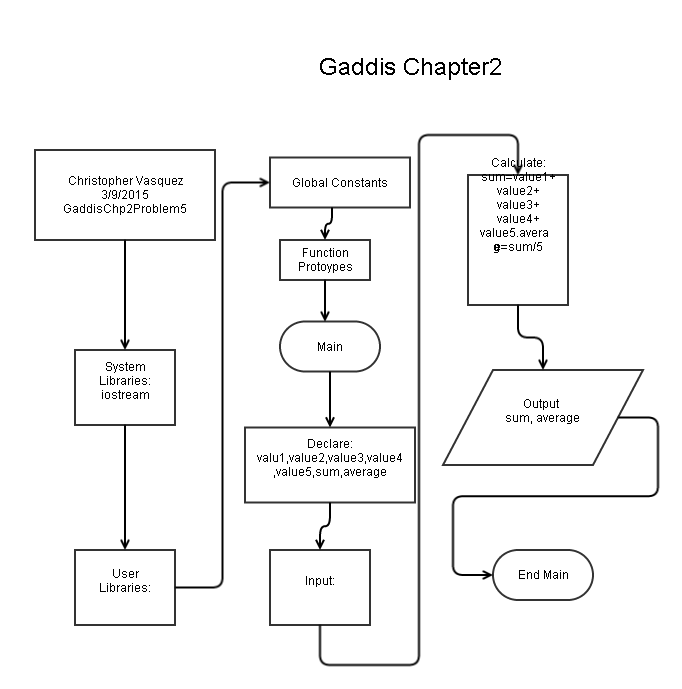 Gaddis Chapter2
Christopher Vasquez
3/9/2015
GaddisChp2Problem5
System
Libraries:
iostream
User
Libraries:
Global Constants
Function
Protoypes
Main
Declare:
valu1,value2,value3,value4
,value5,sum,average
Input:
Calculate:
sum=value1+
value2+
value3+
value4+
value5.avera
ge=sum/5
Output
sum, average
End Main